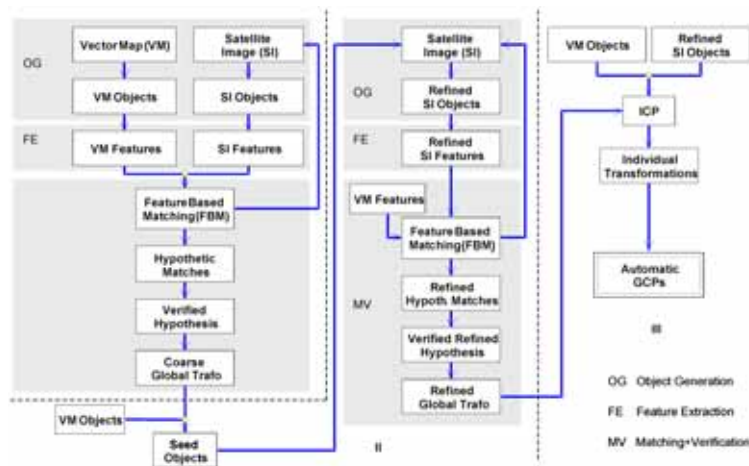 OG
Vector Map (VM)
Satellite
Image (SI)
VM Objects
SI Objects
FE
VM Features
SI Features
Feature Based
Matching(FBM)
Hypothetic
Matches
Verified
Hypothesis
Coarse
Global Trafo
VM Objects
Seed
Objects
Satellite
Image (SI)
OG
Refined
SI Objects
FE
Refined
SI Features
VM Features
Feature Based
Matching(FBM)
MV
Refined
Hypoth. Matches
Verified Refined
Hypothesis
Refined
Global Trafo
II
VM Objects
Refined
SI Objects
ICP
Individual
Transformations
Automatic
GCPs
III
OG Object Generation
FE Feature Extraction
MV Matching+Verification